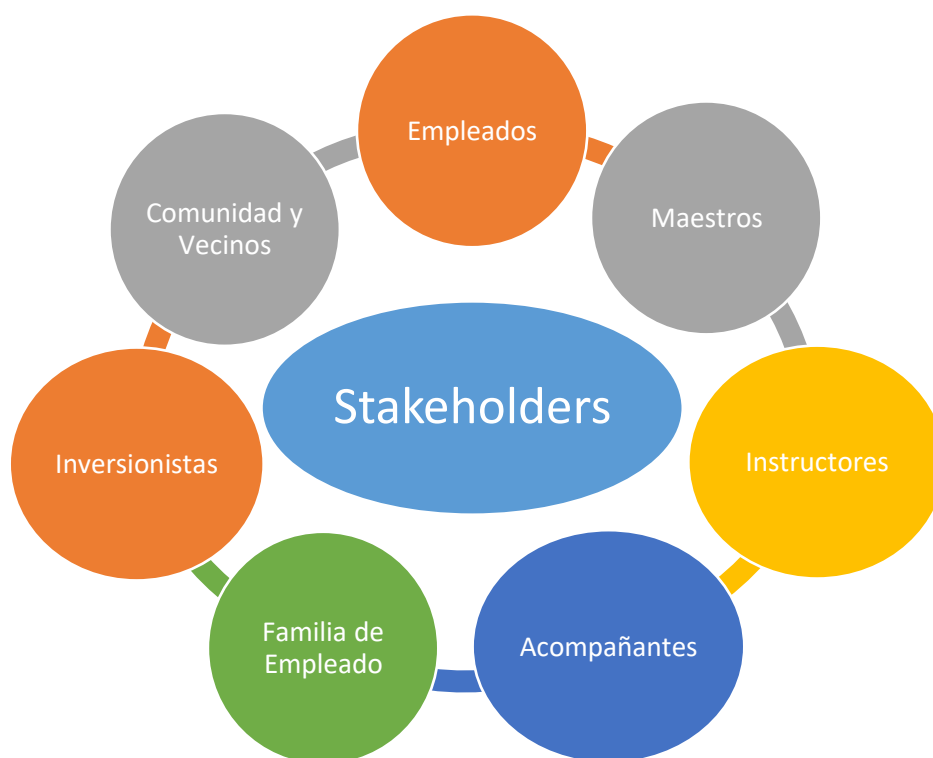 Empleados
Maestros
Comunidad y
Vecinos
Stakeholders
Inversionistas
Instructores
Familia de
Empleado
Acompañantes